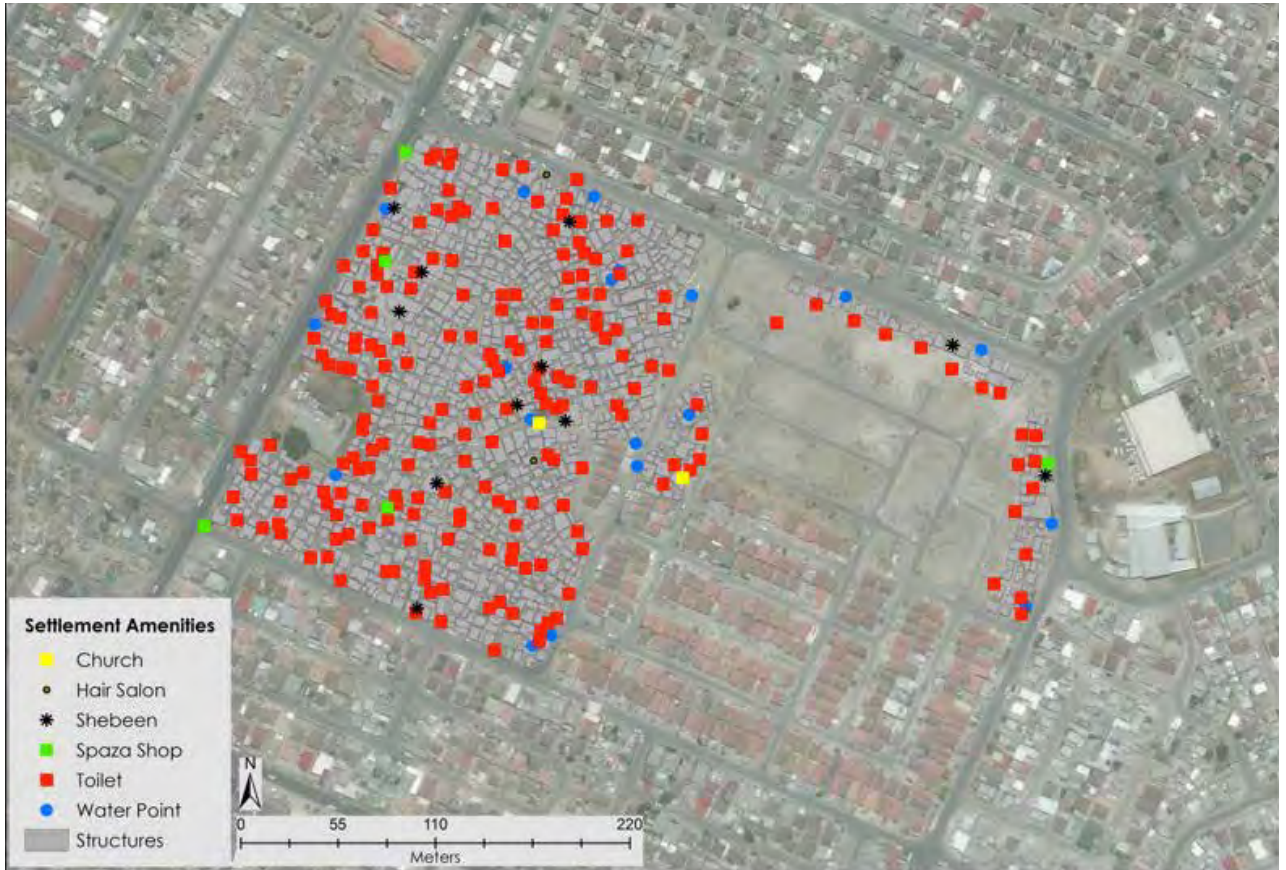 Settlement Amenities
Church
Hair Salon
Shebeen
Spaza Shop
Toilet
Water Point
Structures
N
0 55 110 220
Meters